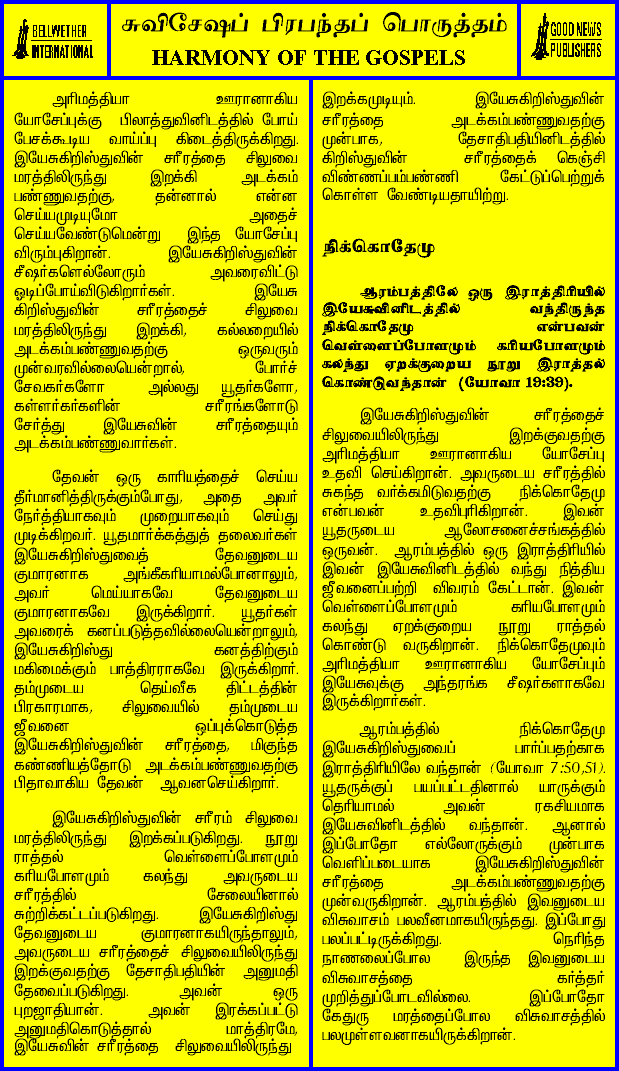 BELLWETHER
INTERNATIONAL
சுவிசேஷப் பிரபந்தப் பொருத்தம்
HARMONY OF THE GOSPELS
GOOD NEWS
PUBLISHERS
அரிமத்தியா ஊரானாகிய
யோசேப்புக்கு பிலாத்துவினிடத்தில் போய்
பேசக்கூடிய வாய்ப்பு கிடைத்திருக்கிறது.
இயேசுகிறிஸ்துவின் சரீரத்தை சிலுவை
மரத்திலிருந்து இறக்கி அடக்கம்
பண்ணுவதற்கு, தன்னால் என்ன
செய்யமுடியுமோ அதைச்
செய்யவேண்டுமென்று இந்த யோசேப்பு
விரும்புகிறான். இயேசுகிறிஸ்துவின்
சீஷர்களெல்லோரும் அவரைவிட்டு
ஓடிப்போய்விடுகிறார்கள். இயேசு
கிறிஸ்துவின் சரீரத்தைச் சிலுவை
மரத்திலிருந்து இறக்கி, கல்லறையில்
அடக்கம்பண்ணுவதற்கு ஒருவரும்
முன்வரவில்லையென்றால், போர்ச்
சேவகர்களோ அல்லது யூதர்களோ,
கள்ளர்கர்களின் சரீரங்களோடு
சேர்த்து இயேசுவின் சரீரத்தையும்
அடக்கம்பண்ணுவார்கள்.
தேவன் ஒரு காரியத்தைச் செய்ய
தீர்மானித்திருக்கும்போது, அதை அவர்
நேர்த்தியாகவும் முறையாகவும் செய்து
முடிக்கிறவர். யூதமார்க்கத்துத் தலைவர்கள்
இயேசுகிறிஸ்துவைத் தேவனுடைய
குமாரனாக அங்கீகரியாமல்போனாலும்,
அவர் மெய்யாகவே தேவனுடைய
குமாரனாகவே இருக்கிறார். யூதர்கள்
அவரைக் கனப்படுத்தவில்லையென்றாலும்,
இயேசுகிறிஸ்து கனத்திற்கும்
மகிமைக்கும் பாத்திரராகவே இருக்கிறார்.
தம்முடைய தெய்வீக திட்டத்தின்
பிரகாரமாக, சிலுவையில் தம்முடைய
ஜீவனை ஒப்புக்கொடுத்த
இயேசுகிறிஸ்துவின் சரீரத்தை, மிகுந்த
கண்ணியத்தோடு அடக்கம்பண்ணுவதற்கு
பிதாவாகிய தேவன் ஆவனசெய்கிறார்.
இயேசுகிறிஸ்துவின் சரீரம் சிலுவை
மரத்திலிருந்து இறக்கப்படுகிறது. நூறு
ராத்தல் வெள்ளைப்போளமும்
கரியபோளமும் கலந்து அவருடைய
சரீரத்தில் சேலையினால்
சுற்றிக்கட்டப்படுகிறது. இயேசுகிறிஸ்து
தேவனுடைய குமாரனாகயிருந்தாலும்,
அவருடைய சரீரத்தைச் சிலுவையிலிருந்து
இறக்குவதற்கு தேசாதிபதியின் அனுமதி
தேவைப்படுகிறது. அவன் ஒரு
புறஜாதியான். அவன் இரக்கப்பட்டு
அனுமதிகொடுத்தால் மாத்திரமே,
இயேசுவின் சரீரத்தை சிலுவையிலிருந்து
இறக்கமுடியும். இயேசுகிறிஸ்துவின்
சரீரத்தை அடக்கம்பண்ணுவதற்கு
முன்பாக, தேசாதிபதியினிடத்தில்
கிறிஸ்துவின் சரீரத்தைக் கெஞ்சி
விண்ணப்பம்பண்ணி கேட்டுப்பெற்றுக்
கொள்ள வேண்டியதாயிற்று.
நிக்கொதேமு
ஆரம்பத்திலே ஒரு இராத்திரியில்
இயேசுவினிடத்தில் வந்திருந்த
நிக்கொதேமு என்பவன்
வெள்ளைப்போளமும் கரியபோளமும்
கலந்து ஏறக்குறைய நூறு இராத்தல்
கொண்டுவந்தான் (யோவா 19:39).
இயேசுகிறிஸ்துவின் சரீரத்தைச்
சிலுவையிலிருந்து இறக்குவதற்கு
அரிமத்தியா ஊரானாகிய யோசேப்பு
உதவி செய்கிறான். அவருடைய சரீரத்தில்
சுகந்த வர்க்கமிடுவதற்கு நிக்கொதேமு
என்பவன் உதவிபுரிகிறான். இவன்
யூதருடைய ஆலோசனைச்சங்கத்தில்
ஒருவன். ஆரம்பத்தில் ஒரு இராத்திரியில்
இவன் இயேசுவினிடத்தில் வந்து நித்திய
ஜீவனைப்பற்றி விவரம் கேட்டான். இவன்
வெள்ளைப்போளமும் கரியபோளமும்
கலந்து ஏறக்குறைய நூறு ராத்தல்
கொண்டு வருகிறான். நிக்கொதேமுவும்
அரிமத்தியா ஊரானாகிய யோசேப்பும்
இயேசுவுக்கு அந்தரங்க சீஷர்களாகவே
இருக்கிறார்கள்.
ஆரம்பத்தில் நிக்கொதேமு
இயேசுகிறிஸ்துவைப் பார்ப்பதற்காக
இராத்திரியிலே வந்தான் (யோவா 7:50,51).
யூதருக்குப் பயப்பட்டதினால் யாருக்கும்
தெரியாமல் அவன் ரகசியமாக
இயேசுவினிடத்தில் வந்தான். ஆனால்
இப்போதோ எல்லோருக்கும் முன்பாக
வெளிப்படையாக இயேசுகிறிஸ்துவின்
சரீரத்தை அடக்கம்பண்ணுவதற்கு
முன்வருகிறான். ஆரம்பத்தில் இவனுடைய
விசுவாசம் பலவீனமாகயிருந்தது. இப்போது
பலப்பட்டிருக்கிறது. நெரிந்த
நாணலைப்போல இருந்த இவனுடைய
விசுவாசத்தை கர்த்தர்
முறித்துப்போடவில்லை. இப்போதோ
கேதுரு மரத்தைப்போல விசுவாசத்தில்
பலமுள்ளவனாகயிருக்கிறான்.